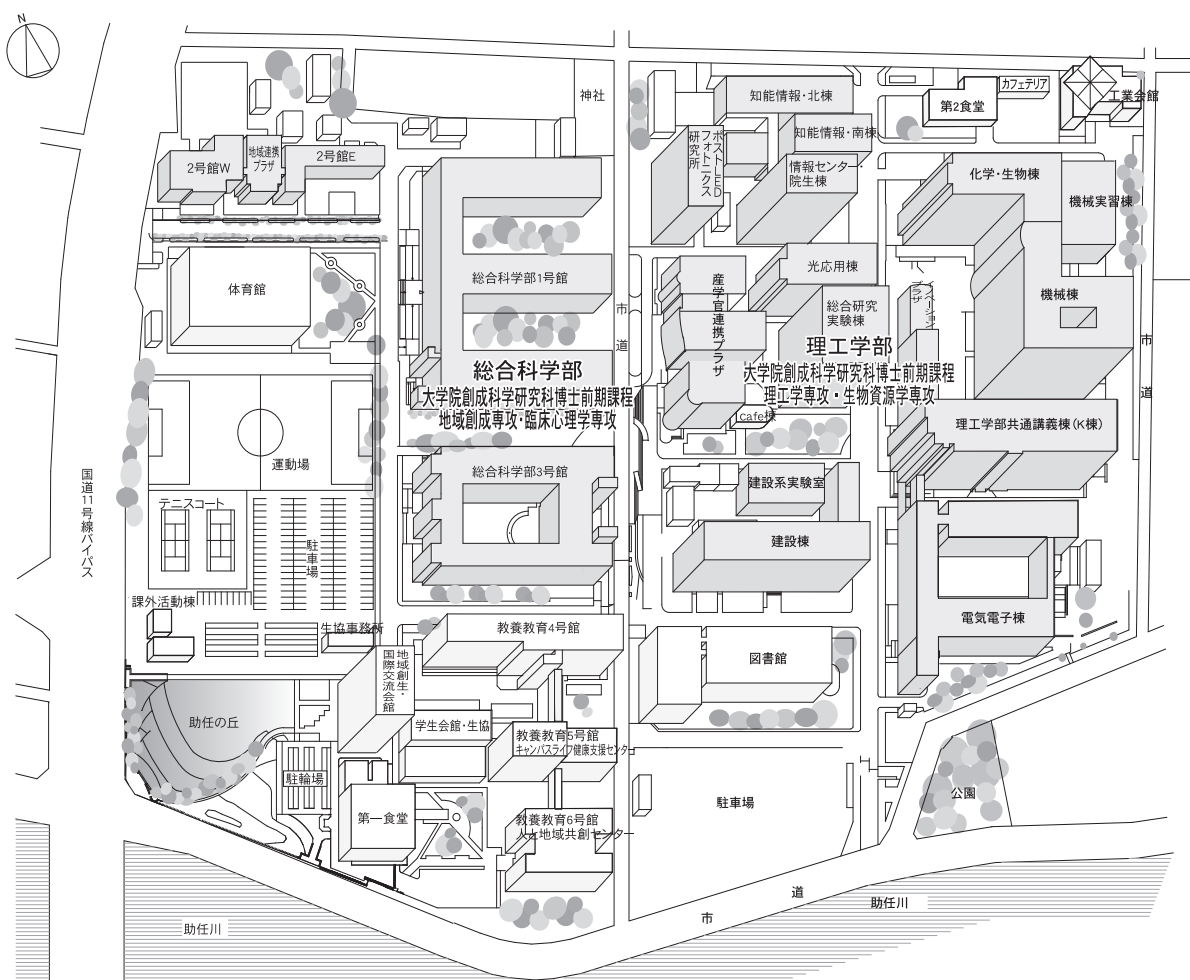 N
神社
知能情報・北棟
カフェテリア
第2食堂
工業会館
2号館W
地域連携
プラザ
2号館E
ポストLED
フォトニクス
研究所
知能情報・南棟
情報センター・
院生棟
化学・生物棟
機械実習棟
体育館
総合科学部1号館
市道
産学官連携プラザ
光応用棟
総合研究
実験棟
イノベーション
プラザ
機械棟
市道
総合科学部
大学院創成科学研究科博士前期課程
地域創成専攻・臨床心理学専攻
理工学部
大学院創成科学研究科博士前期課程
理工学専攻・生物資源学専攻
cafe棟
理工学部共通講義棟(K棟)
運動場
総合科学部3号館
建設系実験室
国道11号線バイパス
テニスコート
駐車場
建設棟
課外活動棟
生協事務所
教養教育4号館
電気電子棟
地域創生・
国際交流会館
図書館
助任の丘
学生会館・生協
教養教育5号館
キャンパスライフ健康支援センター
駐輪場
駐車場
公園
第一食堂
教養教育6号館
人と地域共創センター
市道
助任川
助任川